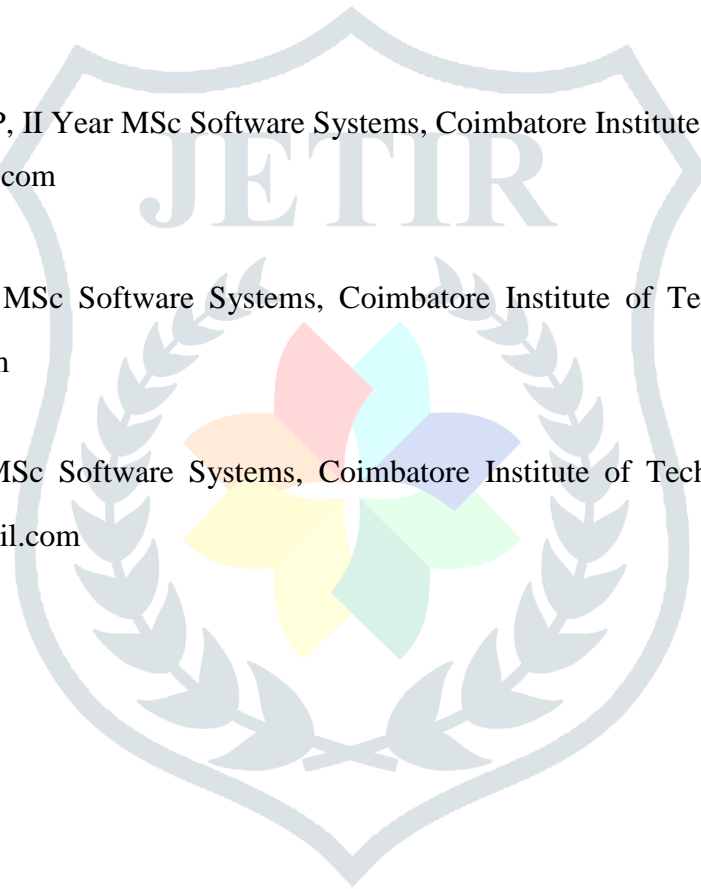 P, II Year MSc Software Systems, Coimbatore Institute
.com
JETIR
MSc Software Systems, Coimbatore Institute of Te
m
MSc Software Systems, Coimbatore Institute of Tech
il.com